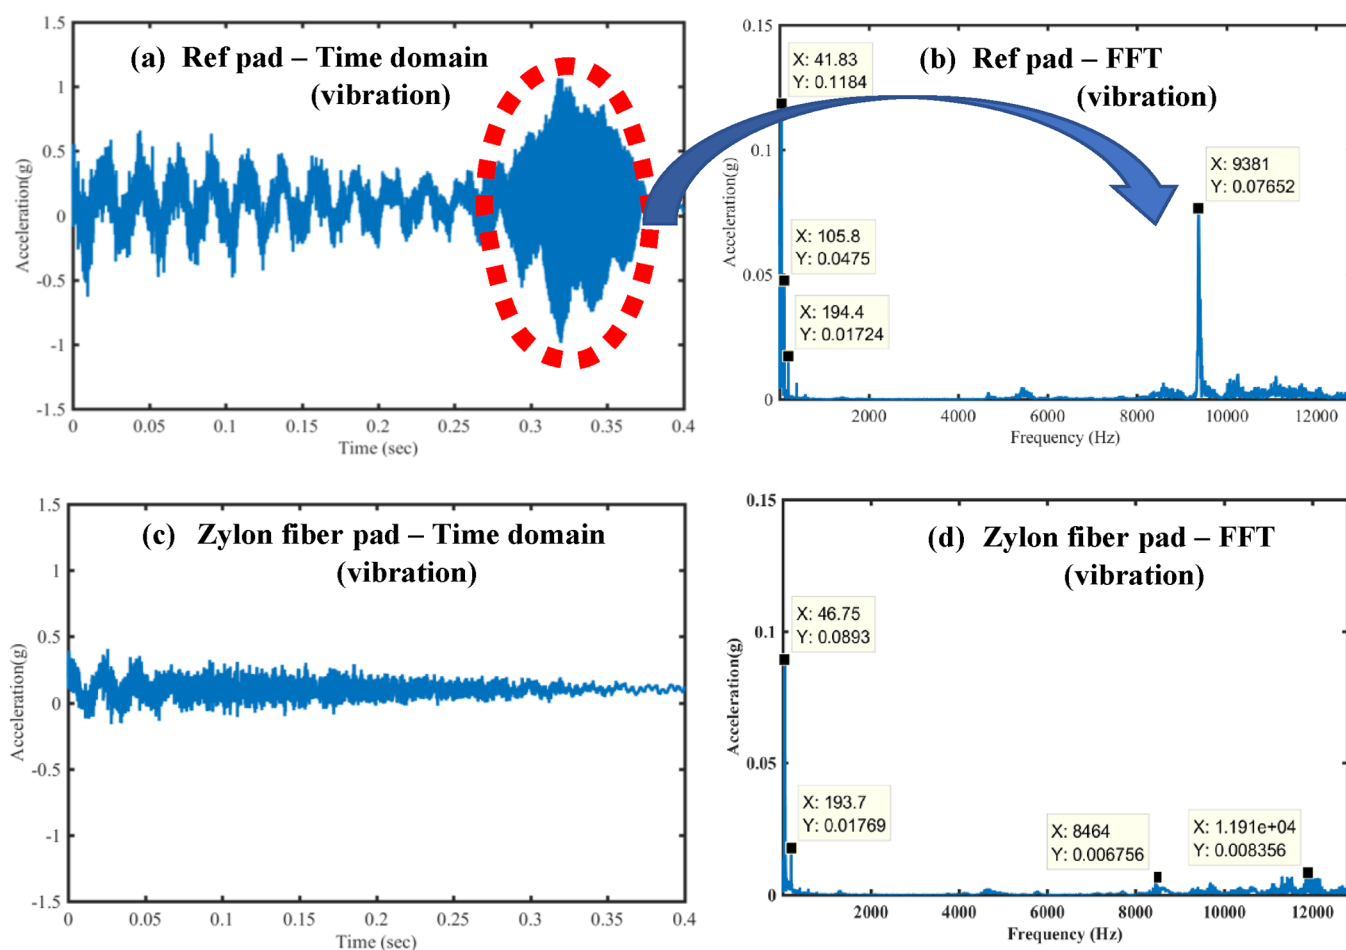 (a) Ref pad – Time domain
(vibration)
1.5
1
0.5
0
-0.5
-1
-1.5
Acceleration(g)
0 0.05 0.1 0.15 0.2 0.25 0.3 0.35 0.4
Time (sec)
(b) Ref pad – FFT
(vibration)
0.15
0.1
0.05
0
Acceleration(g)
X: 41.83
Y: 0.1184
X: 105.8
Y: 0.0475
X: 194.4
Y: 0.01724
X: 9381
Y: 0.07652
2000 4000 6000 8000 10000 12000
Frequency (Hz)
(c) Zylon fiber pad – Time domain
(vibration)
1.5
1
0.5
0
-0.5
-1
-1.5
Acceleration(g)
0 0.05 0.1 0.15 0.2 0.25 0.3 0.35 0.4
Time (sec)
(d) Zylon fiber pad – FFT
(vibration)
0.15
0.1
0.05
0
Acceleration(g)
X: 46.75
Y: 0.0893
X: 193.7
Y: 0.01769
X: 8464
Y: 0.006756
X: 1.191e+04
Y: 0.008356
2000 4000 6000 8000 10000 12000
Frequency (Hz)